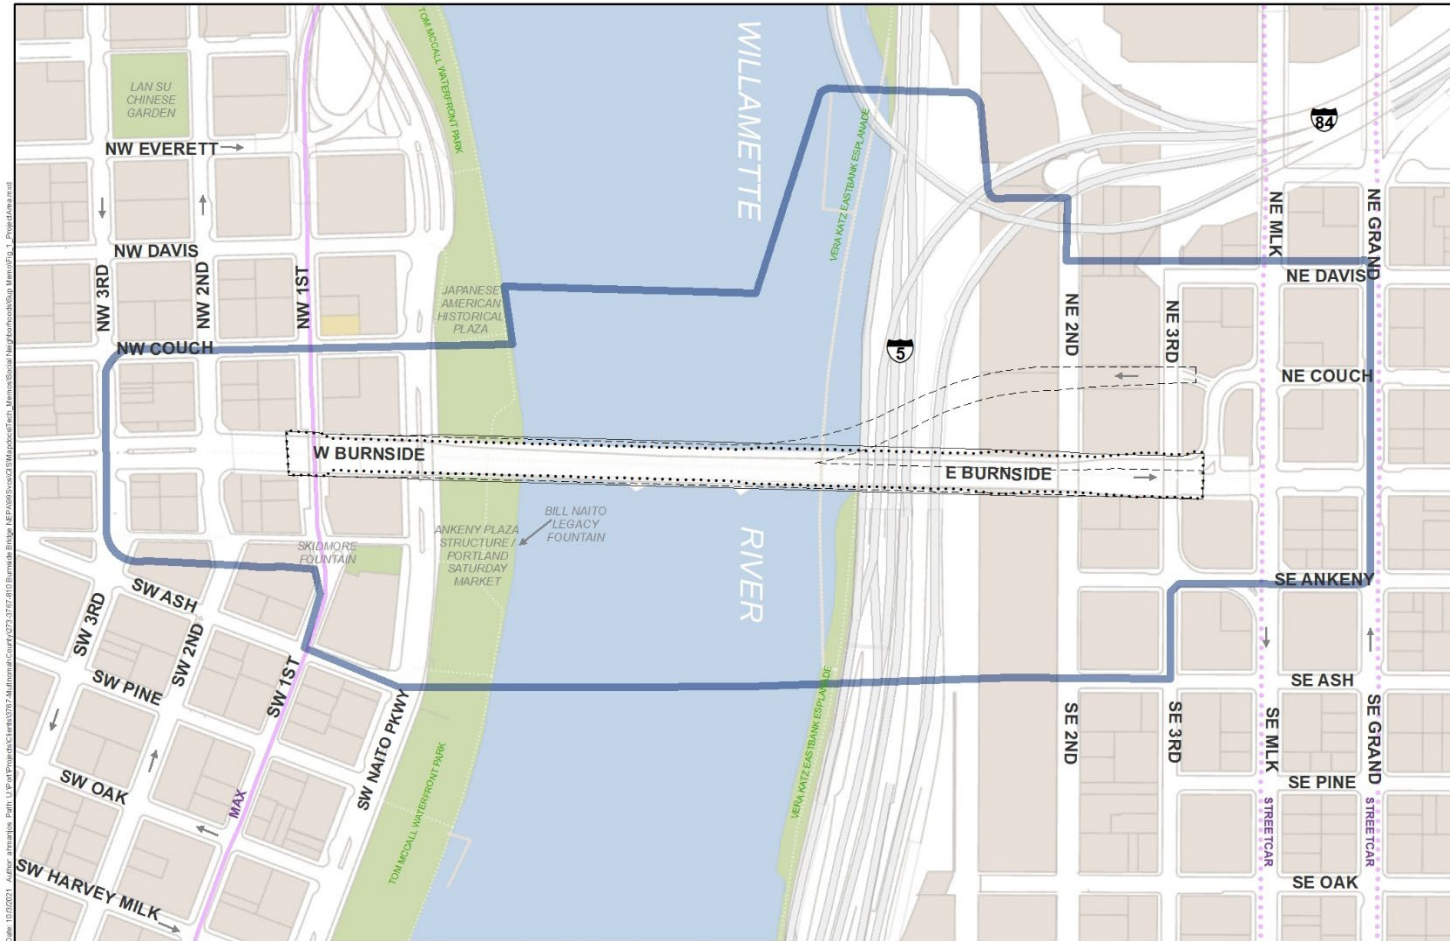 TOM MCCALL WATERFRONT PARK
WILLAMETTE
LAN SU
CHINESE
GARDEN
84
NW EVERETT
VERA KATZ EASTBANK ESPLANADE
NE MLK
NE GRAND
NW DAVIS
NE DAVIS
NW 3RD
NW 2ND
NW 1ST
JAPANESE
AMERICAN
HISTORICAL
PLAZA
NE 2ND
NE 3RD
NW COUCH
5
NE COUCH
W BURNSIDE
E BURNSIDE
BILL NAITO
LEGACY
FOUNTAIN
ANKENY PLAZA
STRUCTURE /
PORTLAND
SATURDAY
MARKET
SKIDMORE
FOUNTAIN
RIVER
SE ANKENY
SW ASH
SW 3RD
SW 2ND
SW 1ST
SW PINE
SE ASH
SW NAITO PKWY
VERA KATZ EASTBANK ESPLANADE
SE 2ND
SE 3RD
SE MLK
SE GRAND
SW OAK
MAX
SE PINE
TOM MCCALL WATERFRONT PARK
STREETCAR
STREETCAR
SW HARVEY MILK
SE OAK